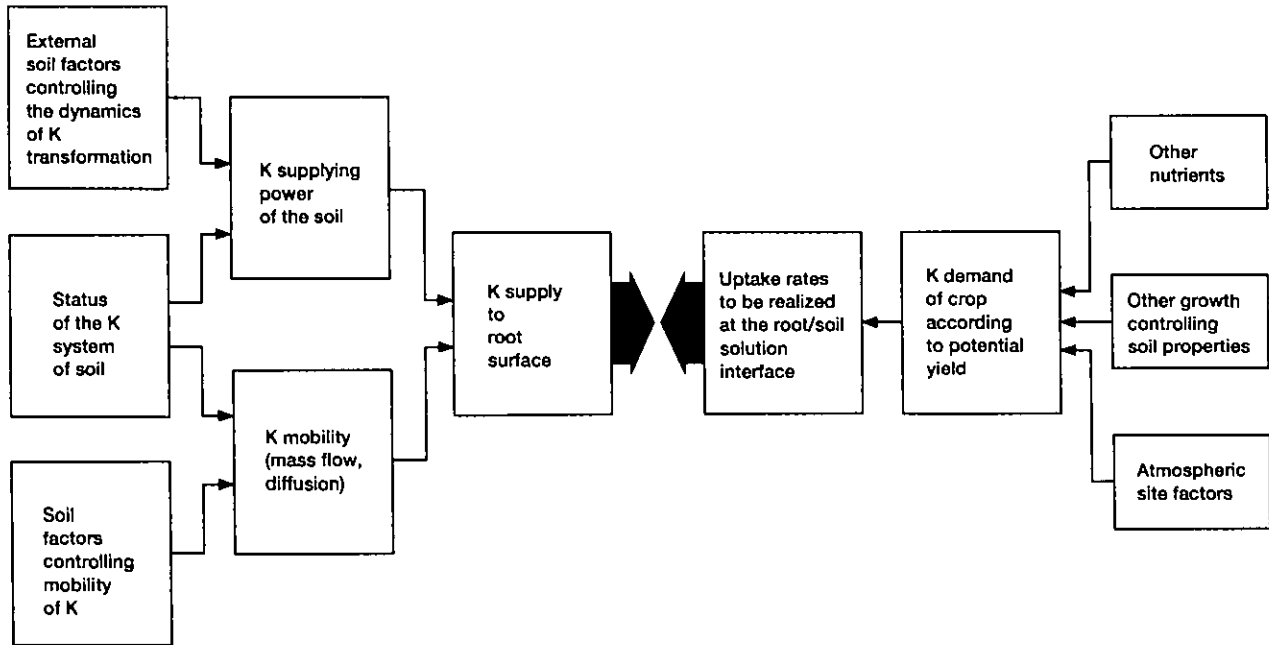 External
soil factors
controlling
the dynamics
of K
transformation
Status
of the K
system
of soil
Soil
factors
controlling
mobility
of K
K supplying
power
of the soil
K mobility
(mass flow,
diffusion)
K supply
to
root
surface
Uptake rates
to be realized
at the root/soil
solution
interface
K demand
of crop
according
to potential
yield
Other
nutrients
Other growth
controlling
soil properties
Atmospheric
site factors